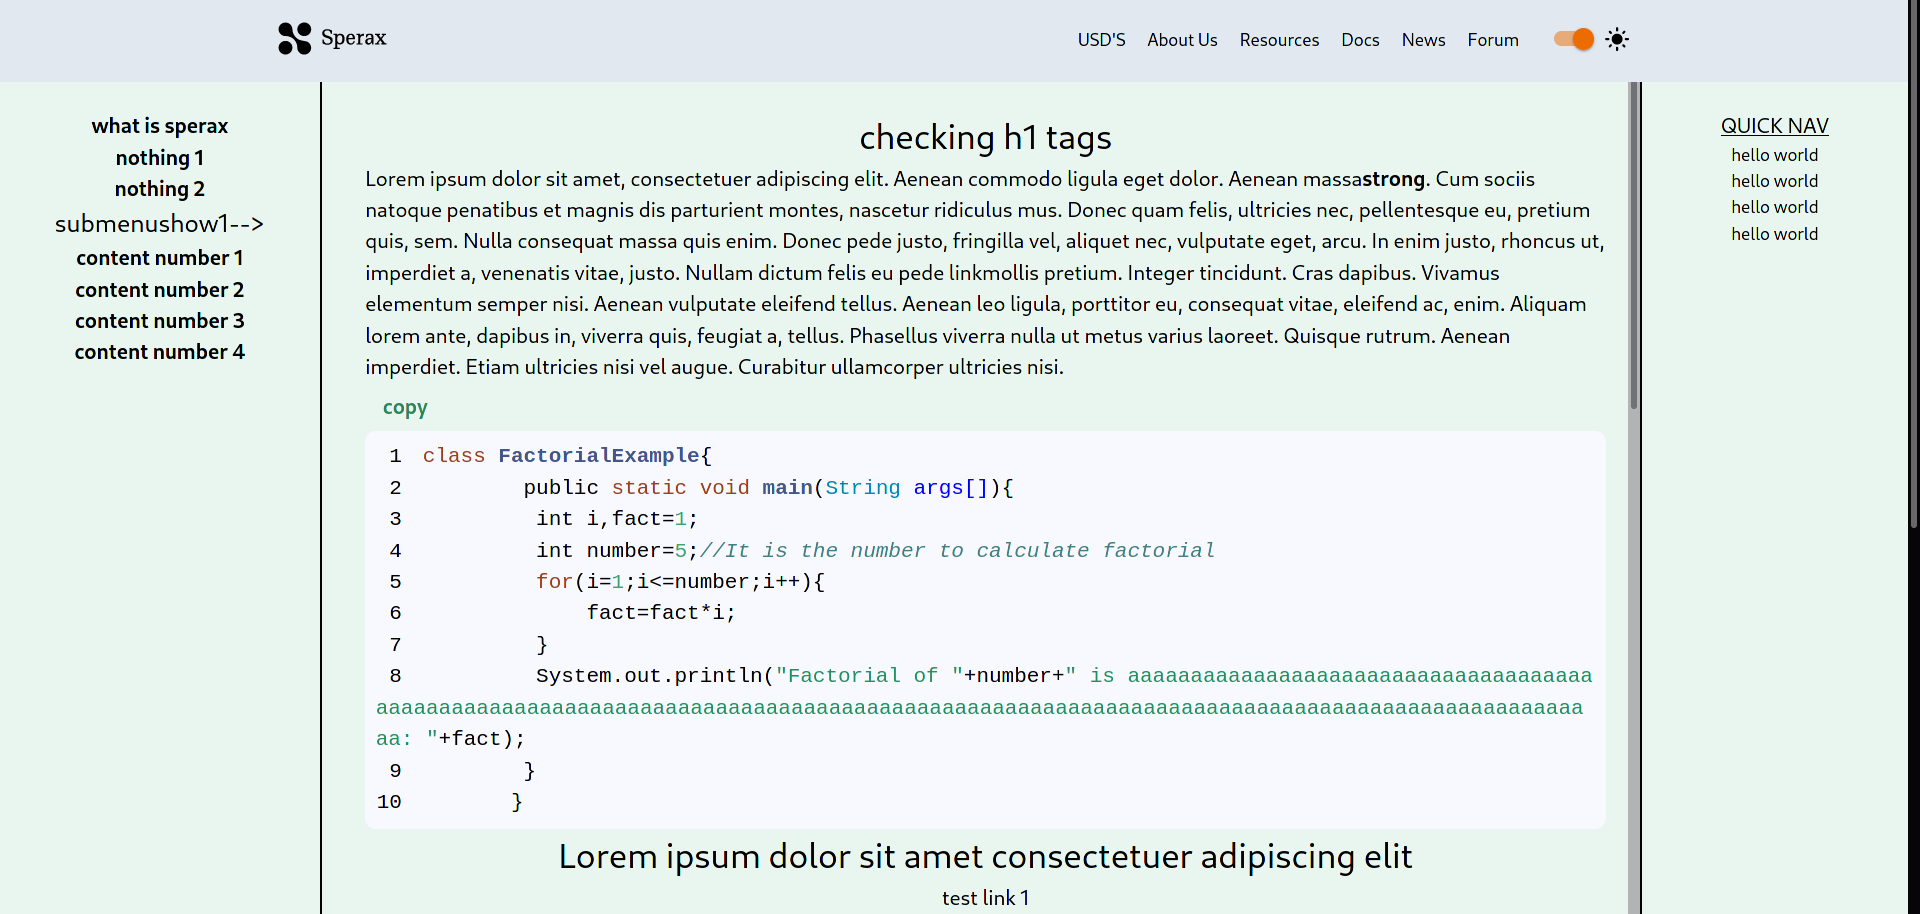 Sperax
USD'S About Us Resources Docs News Forum
what is sperax
nothing 1
nothing 2
submenushow1-->
content number 1
content number 2
content number 3
content number 4
checking h1 tags
Lorem ipsum dolor sit amet, consectetuer adipiscing elit. Aenean commodo ligula eget dolor. Aenean massastrong. Cum sociis
natoque penatibus et magnis dis parturient montes, nascetur ridiculus mus. Donec quam felis, ultricies nec, pellentesque eu, pretium
quis, sem. Nulla consequat massa quis enim. Donec pede justo, fringilla vel, aliquet nec, vulputate eget, arcu. In enim justo, rhoncus ut,
imperdiet a, venenatis vitae, justo. Nullam dictum felis eu pede linkmollis pretium. Integer tincidunt. Cras dapibus. Vivamus
elementum semper nisi. Aenean vulputate eleifend tellus. Aenean leo ligula, porttitor eu, consequat vitae, eleifend ac, enim. Aliquam
lorem ante, dapibus in, viverra quis, feugiat a, tellus. Phasellus viverra nulla ut metus varius laoreet. Quisque rutrum. Aenean
imperdiet. Etiam ultricies nisi vel augue. Curabitur ullamcorper ultricies nisi.
copy
1 class FactorialExample{
2 public static void main(String args[]){
3 int i,fact=1;
4 int number=5;//It is the number to calculate factorial
5 for(i=1;i<=number;i++){
6 fact=fact*i;
7 }
8 System.out.println("Factorial of "+number+" is aaaaaaaaaaaaaaaaaaaaaaaaaaaaaaaaaaaaa
aaaaaaaaaaaaaaaaaaaaaaaaaaaaaaaaaaaaaaaaaaaaaaaaaaaaaaaaaaaaaaaaaaaaaaaaaaaaaaaaaaaaaaaaaaaaaaaa
aa: "+fact);
9 }
10 }
Lorem ipsum dolor sit amet consectetuer adipiscing elit
test link 1
QUICK NAV
hello world
hello world
hello world
hello world